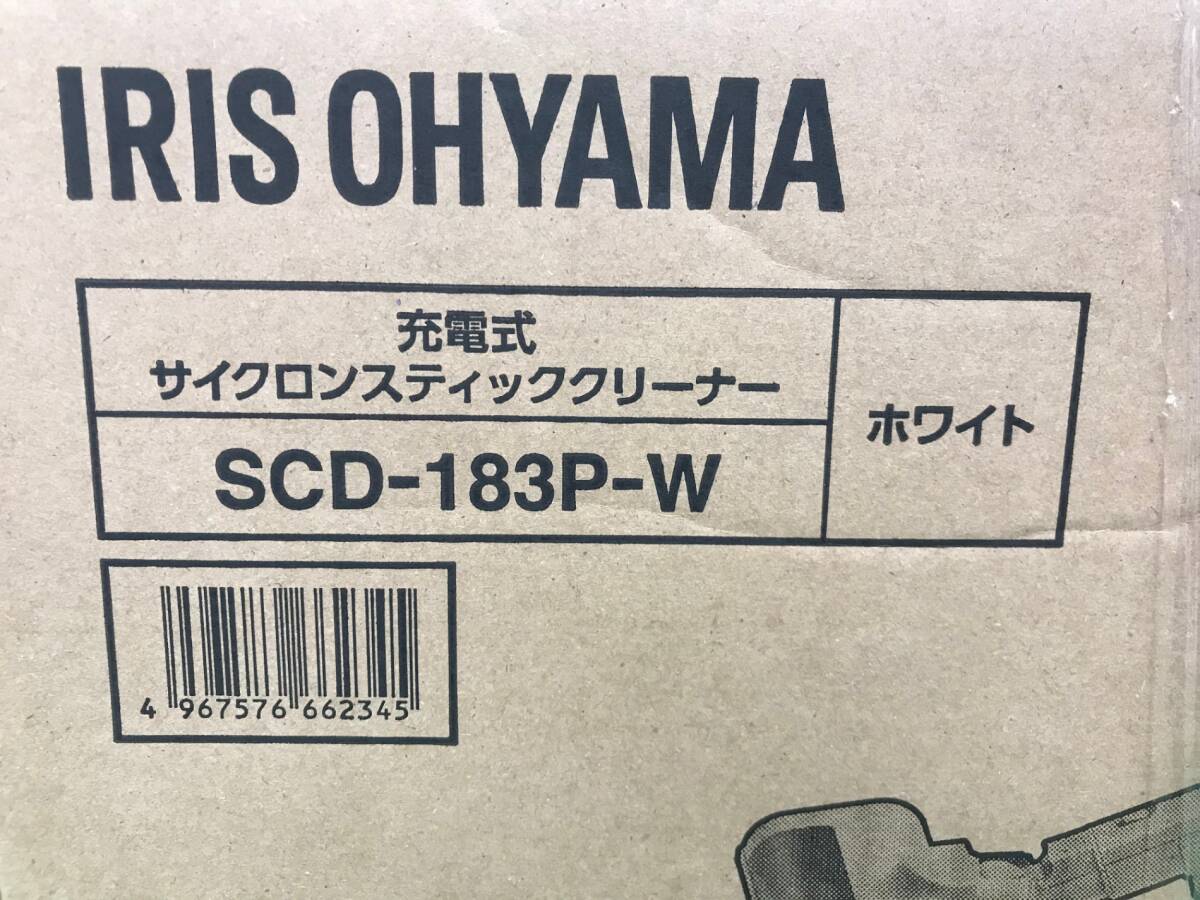 IRIS OHYAMA
充電式
サイクロンスティッククリーナー
ホワイト
SCD-183P-W
4 967576 662345